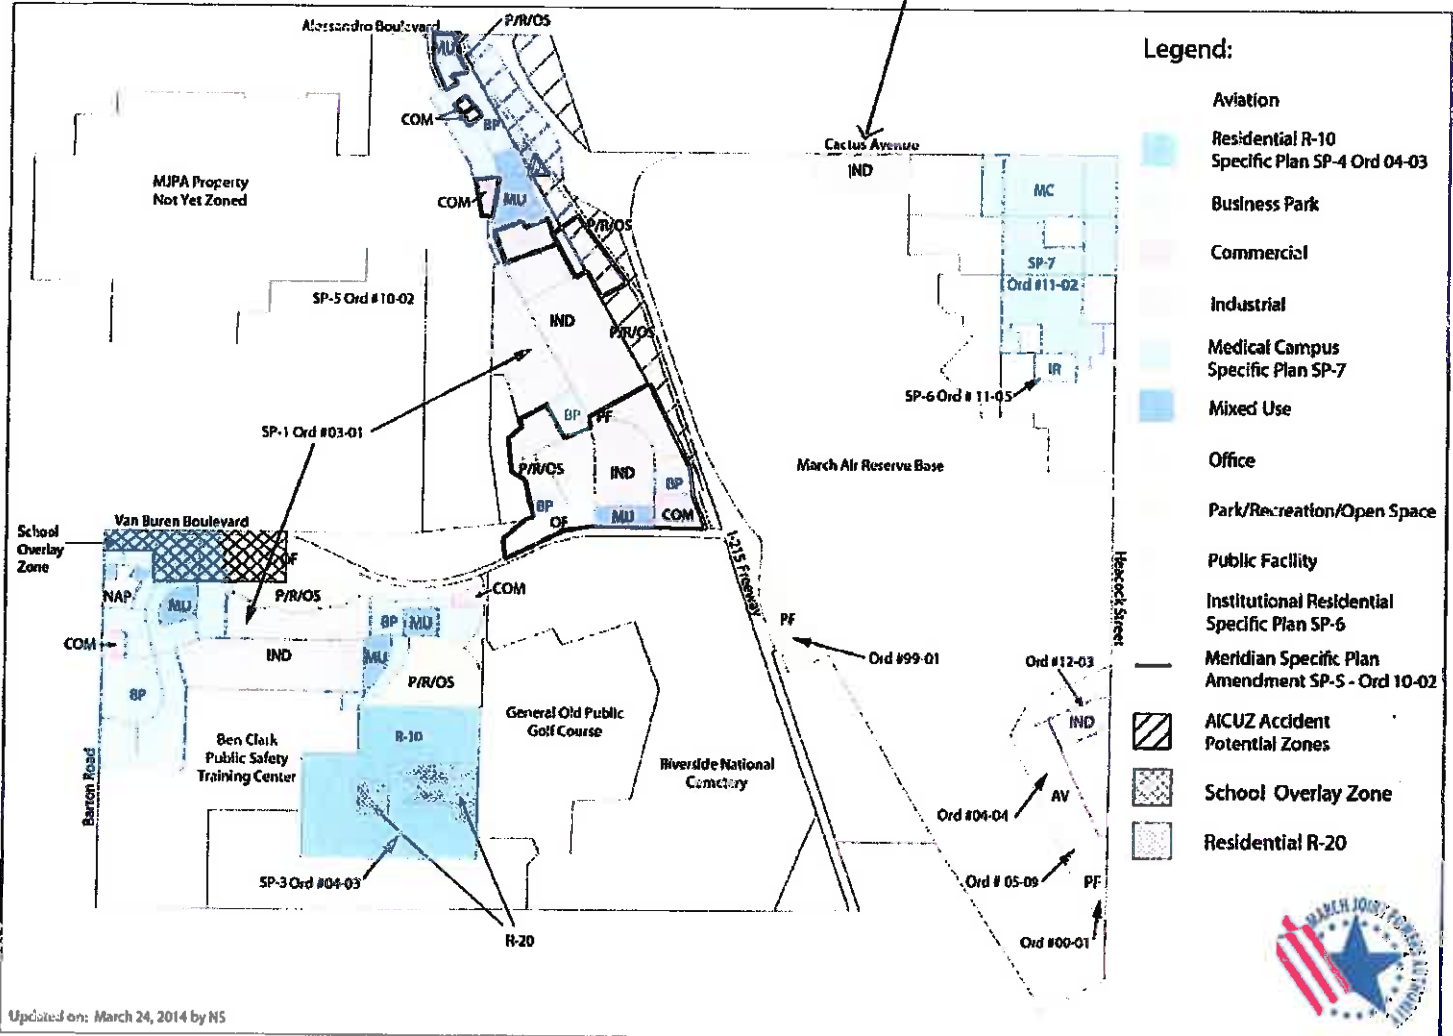 Alessandro Boulevard
P/R/OS
MU
COM
BP
MJPA Property
Not Yet Zoned
COM
MU
P/R/OS
SP-5 Ord #10-02
IND
P/R/OS
SP-1 Ord #03-01
BP
PF
P/R/OS
IND
BP
BP
OF
MU
COM
Cactus Avenue
IND
MC
SP-7
Ord #11-02
IR
SP-6 Ord # 11-05
March Air Reserve Base
School
Overlay
Zone
Van Buren Boulevard
OF
NAP
MU
P/R/OS
COM
BP
MU
COM
IND
MU
P/R/OS
BP
R-10
Ben Clark
Public Safety
Training Center
General Old Public
Golf Course
Riverside National
Cemetery
Barton Road
SP-3 Ord #04-03
R-20
I-215 Freeway
Heacock Street
PF
Ord #99-01
Ord #12-03
IND
Ord #04-04
AV
Ord # 05-09
PF
Ord #00-01
Legend:
Aviation
Residential R-10
Specific Plan SP-4 Ord 04-03
Business Park
Commercial
Industrial
Medical Campus
Specific Plan SP-7
Mixed Use
Office
Park/Recreation/Open Space
Public Facility
Institutional Residential
Specific Plan SP-6
Meridian Specific Plan
Amendment SP-5 - Ord 10-02
AICUZ Accident
Potential Zones
School Overlay Zone
Residential R-20
MARCH JOINT POWERS AUTHORITY
Updated on: March 24, 2014 by NS